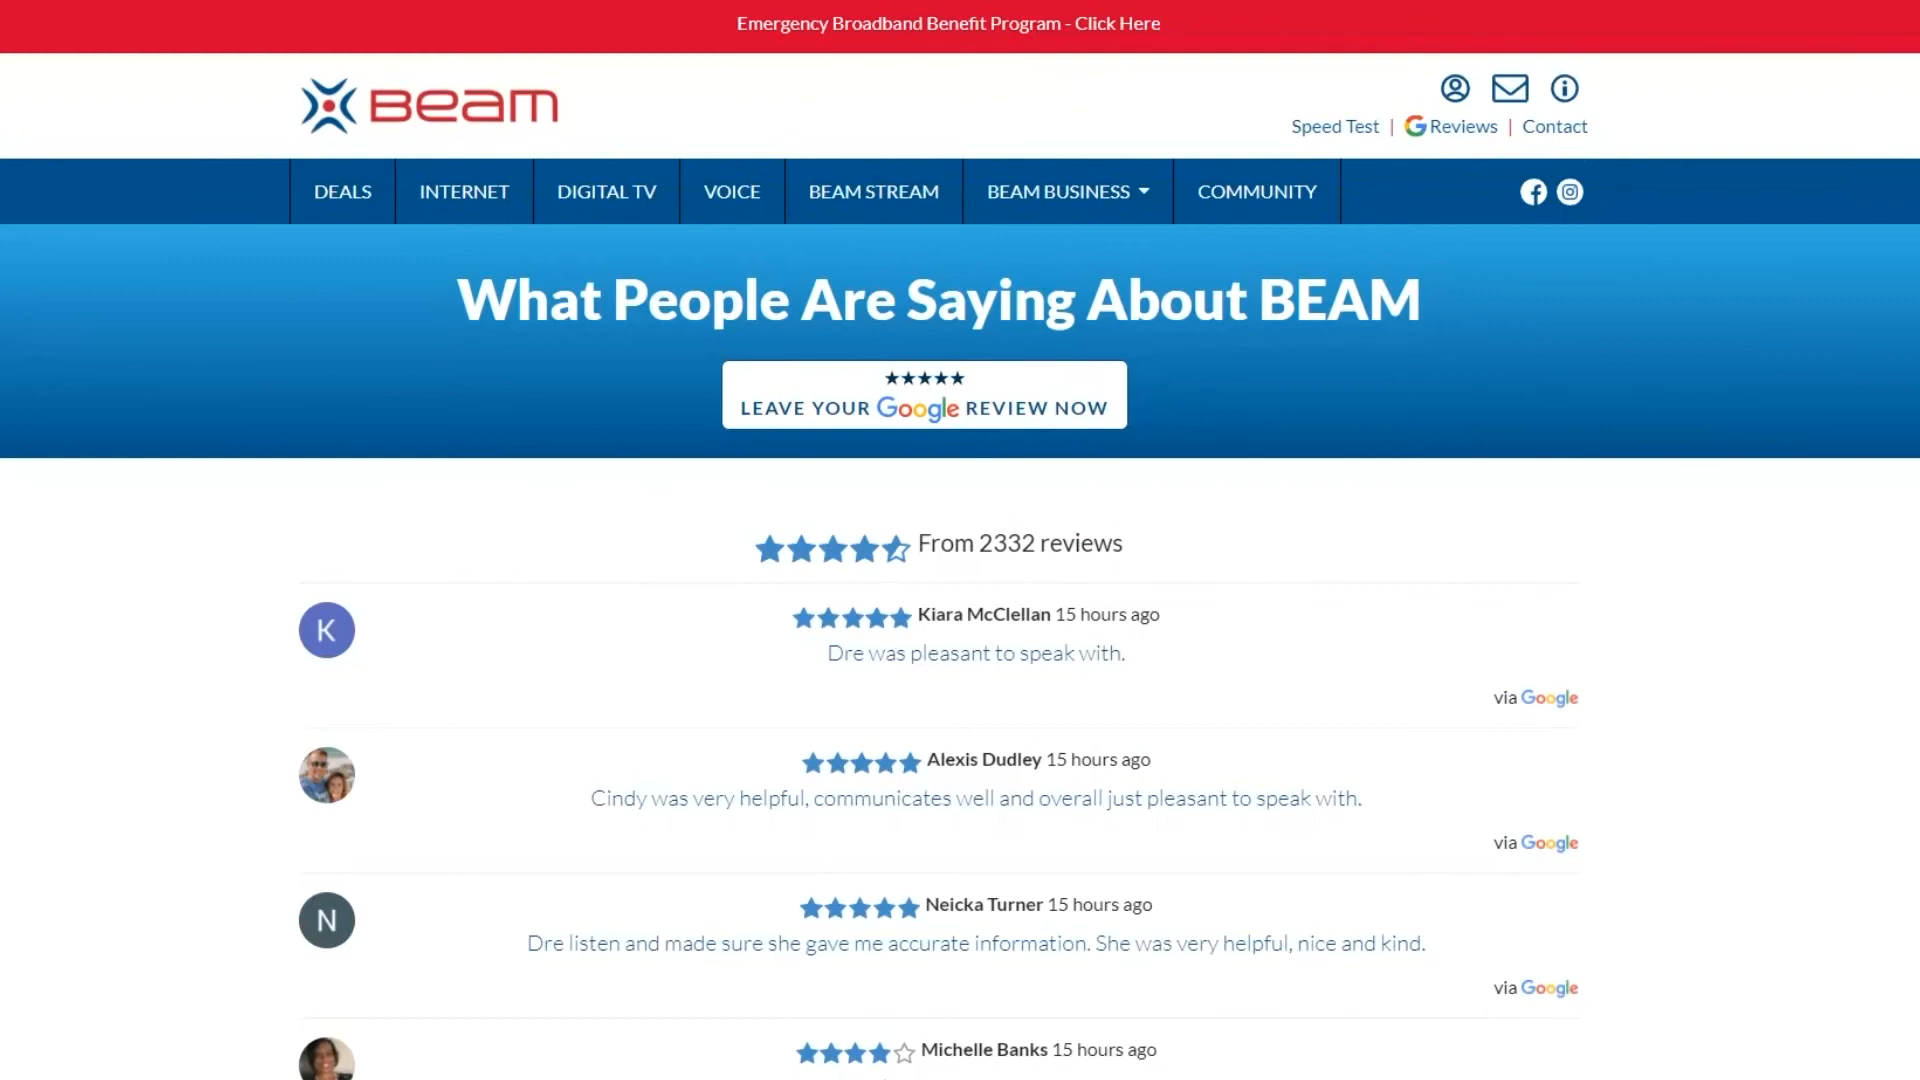 Emergency Broadband Benefit Program - Click Here
Beam
Speed Test | G Reviews | Contact
DEALS INTERNET DIGITAL TV VOICE BEAM STREAM BEAM BUSINESS COMMUNITY
What People Are Saying About BEAM
LEAVE YOUR Google REVIEW NOW
From 2332 reviews
K
Kiara McClellan 15 hours ago
Dre was pleasant to speak with.
via Google
Alexis Dudley 15 hours ago
Cindy was very helpful, communicates well and overall just pleasant to speak with.
via Google
N
Neicka Turner 15 hours ago
Dre listen and made sure she gave me accurate information. She was very helpful, nice and kind.
via Google
Michelle Banks 15 hours ago